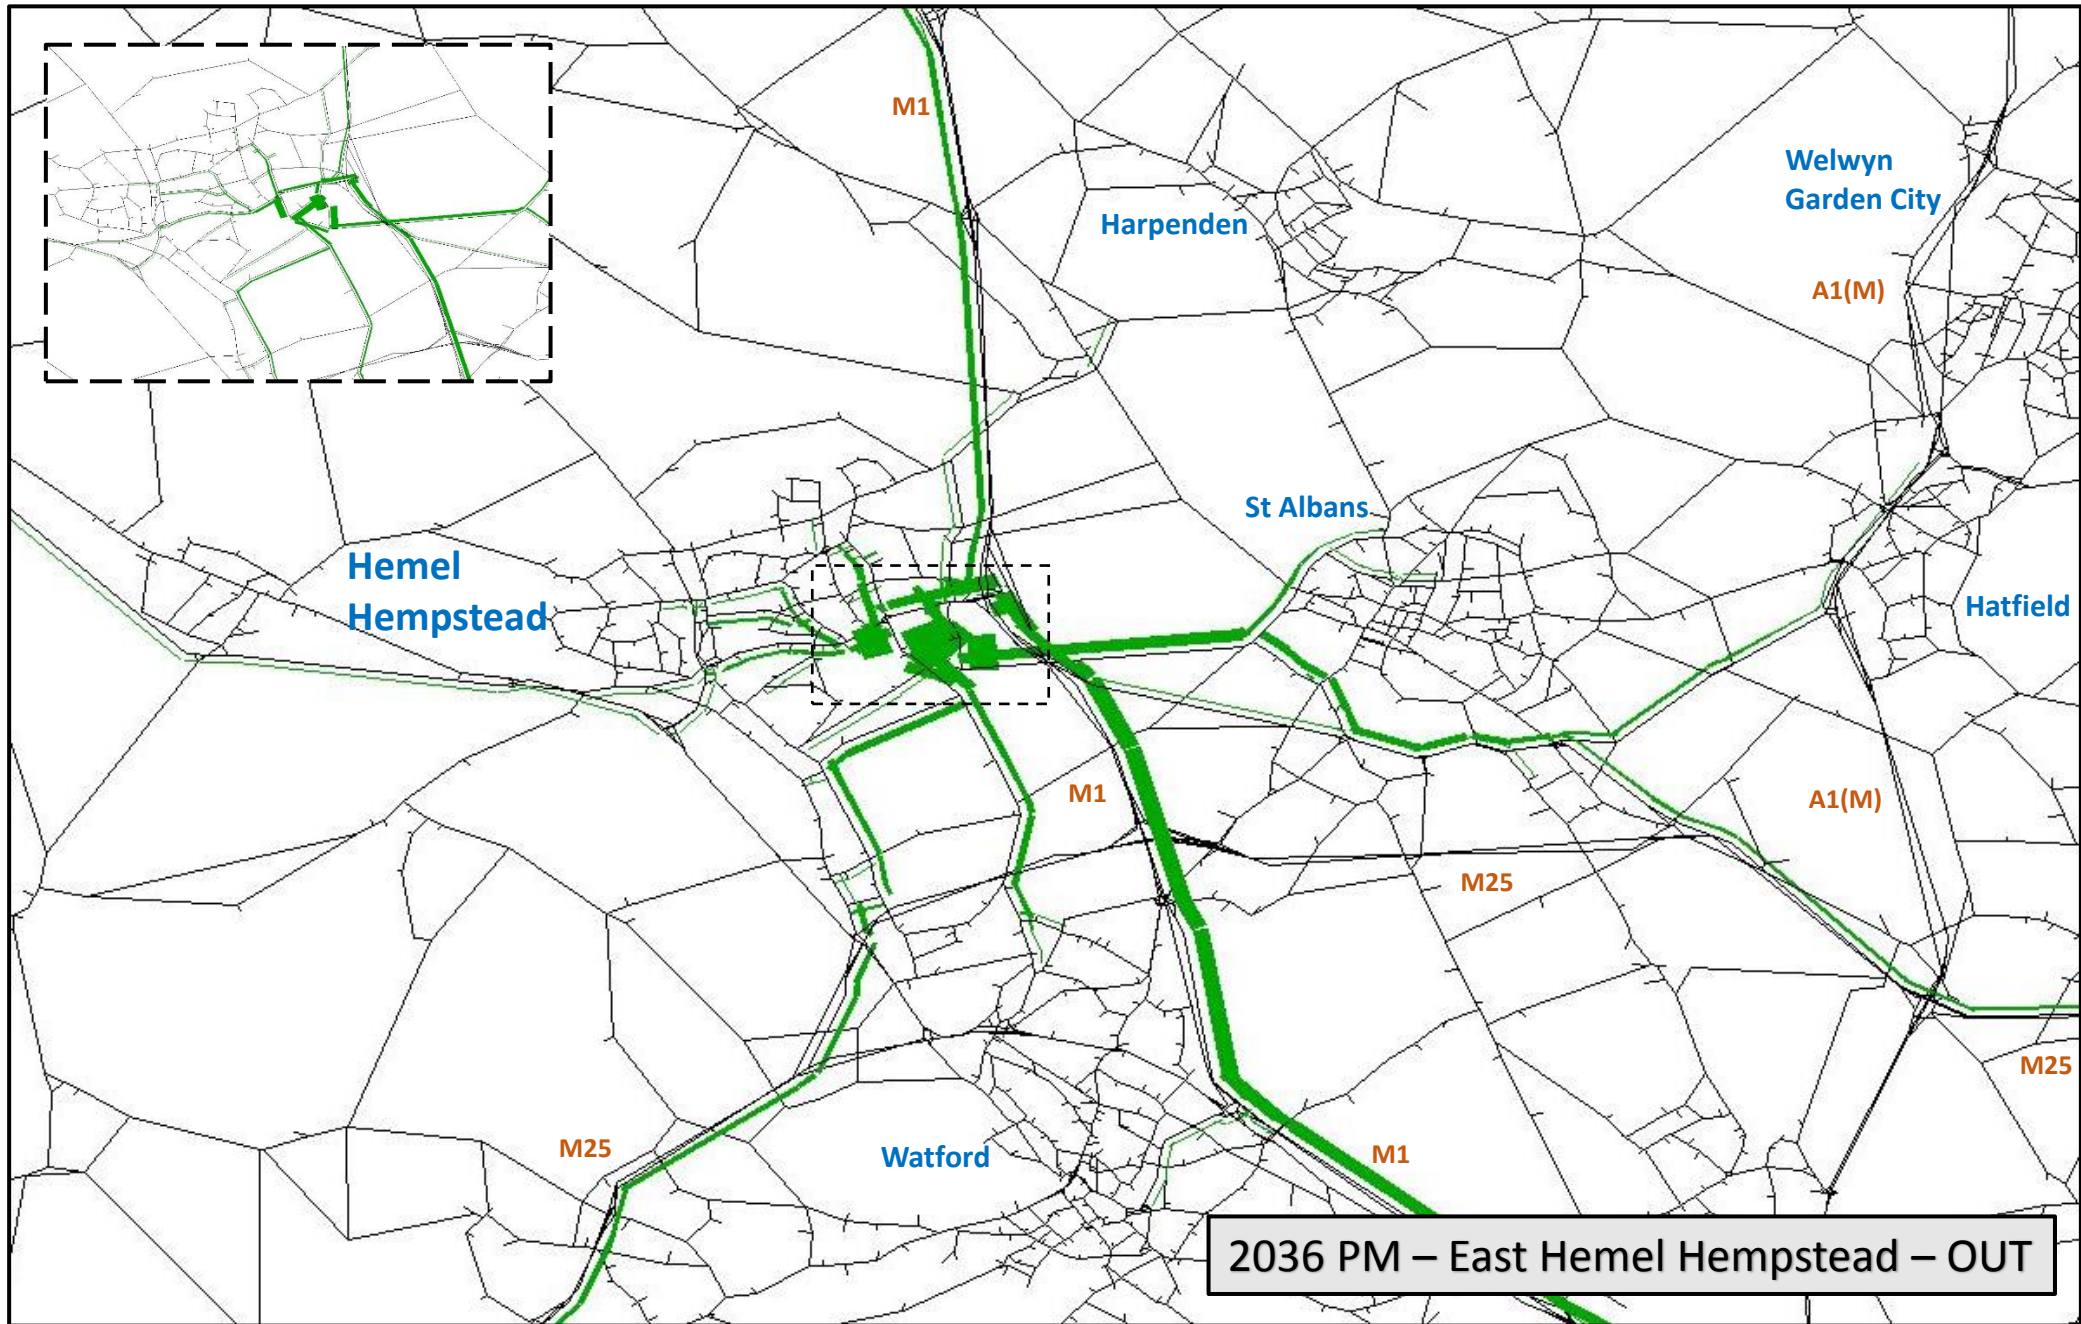 M1
Welwyn
Garden City
Harpenden
A1(M)
St Albans
Hemel
Hempstead
Hatfield
M1
A1(M)
M25
M25
M25
Watford
M1
2036 PM – East Hemel Hempstead – OUT